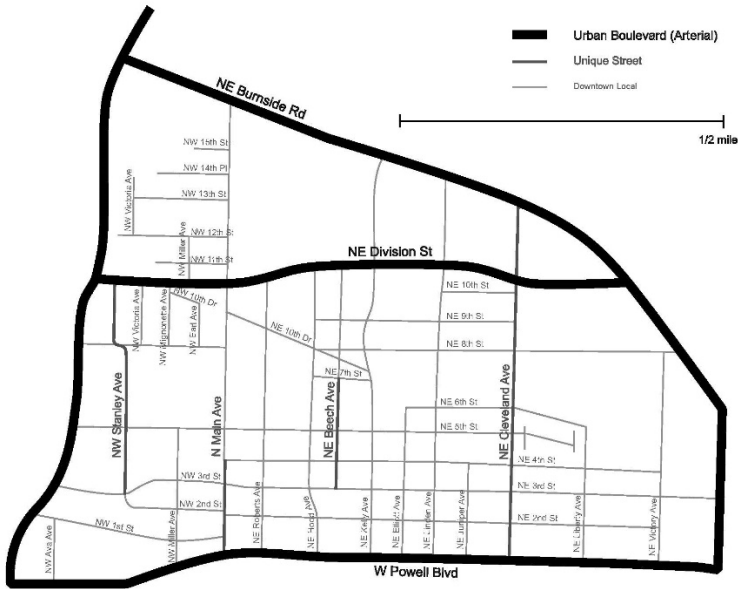 Urban Boulevard (Arterial)
Unique Street
Downtown Local
1/2 mile
NE Burnside Rd
NW 15th St
NW 14th Pl
NW 13th St
NW Victoria Ave
NW 12th St
NW Miller Ave
NW 11th St
NE Division St
NW 10th Dr
NE 10th St
NW Victoria Ave
NW Mignonette Ave
NW Earl Ave
NE 10th Dr
NE 9th St
NE 8th St
NE 7th St
NW Stanley Ave
N Main Ave
NE Beech Ave
NE Cleveland Ave
NE 6th St
NE 5th St
NE 4th St
NW 3rd St
NE 3rd St
NW 2nd St
NE 2nd St
NW 1st St
NW Ava Ave
NW Miller Ave
NE Roberts Ave
NE Hood Ave
NE Kelly Ave
NE Elliott Ave
NE Linden Ave
NE Juniper Ave
NE Liberty Ave
NE Victory Ave
W Powell Blvd